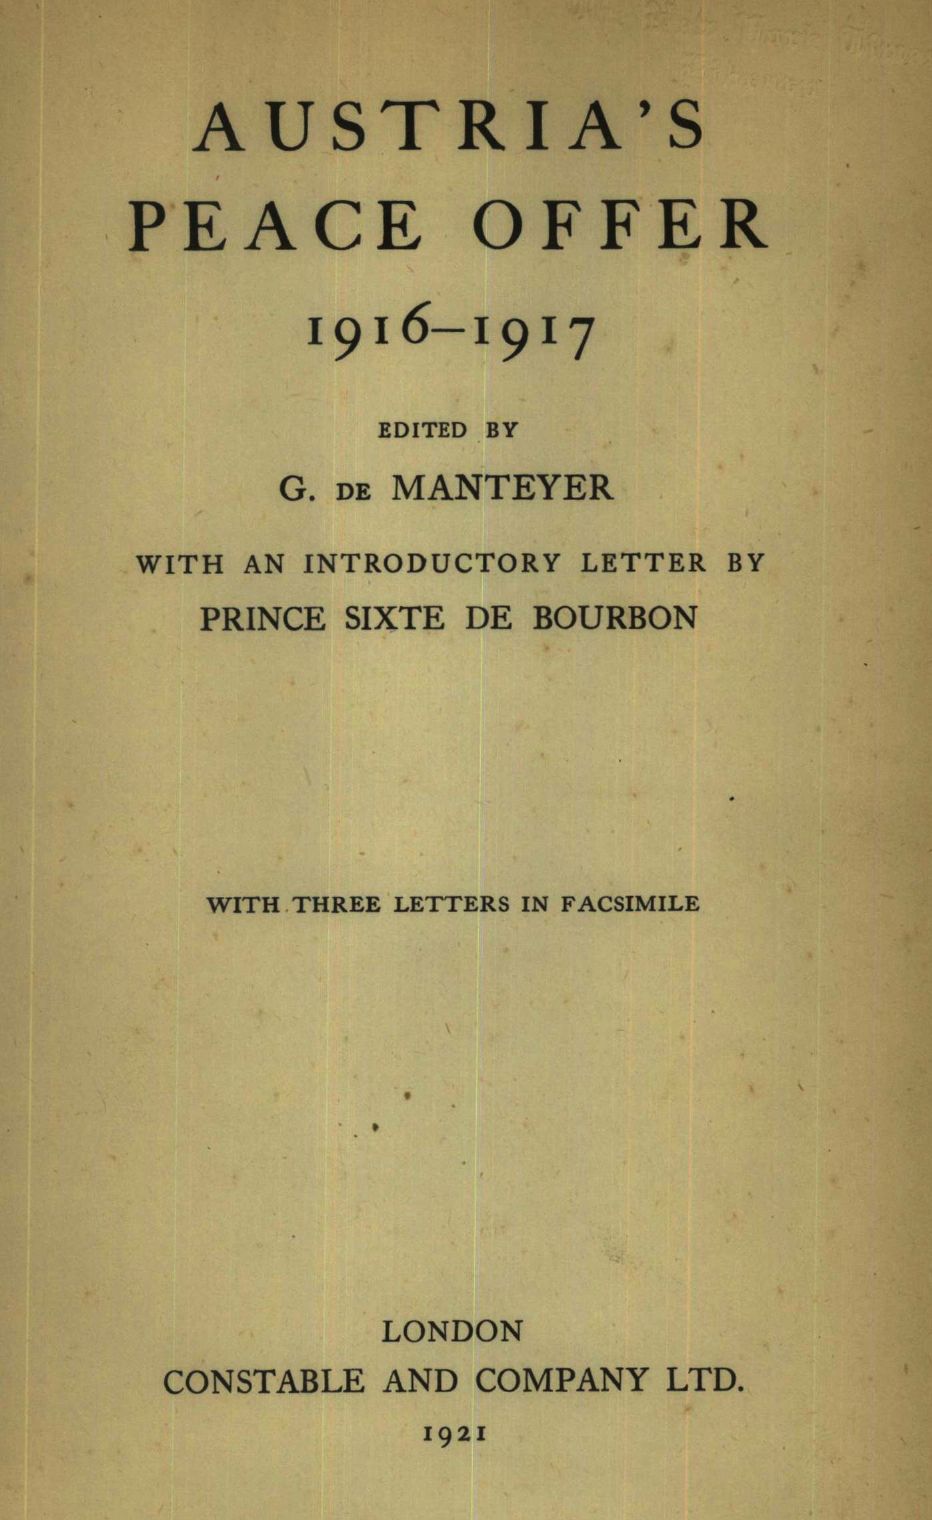 AUSTRIA'S
PEACE OFFER
1916–1917
EDITED BY
G. DE MANTEYER
WITH AN INTRODUCTORY LETTER BY
PRINCE SIXTE DE BOURBON
WITH THREE LETTERS IN FACSIMILE
LONDON
CONSTABLE AND COMPANY LTD.
1921